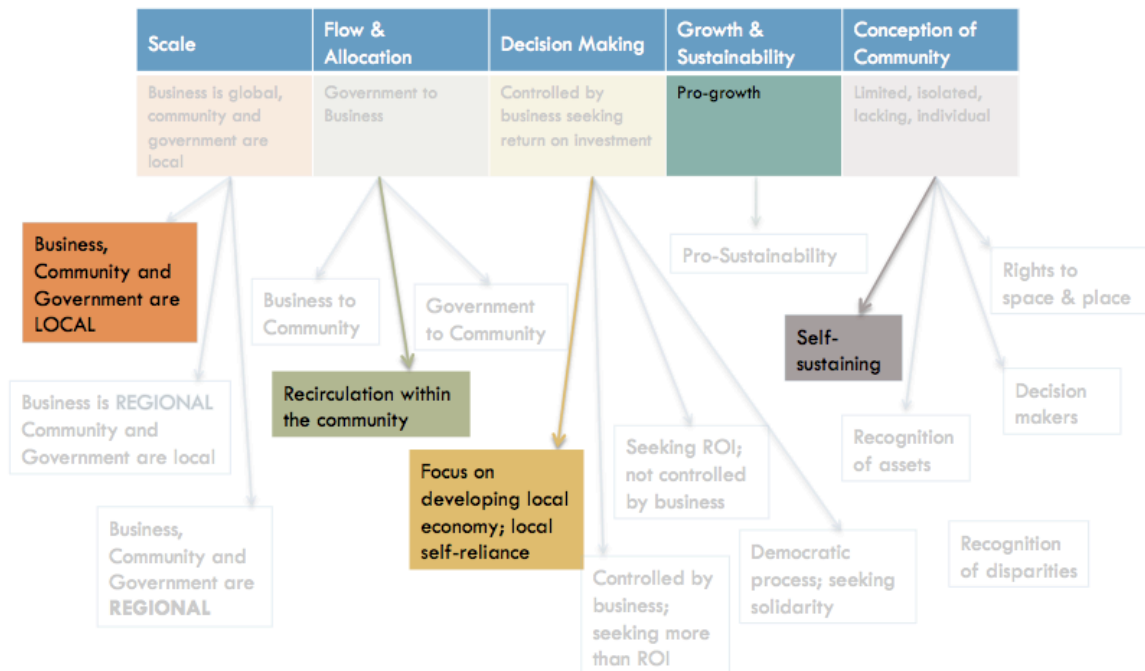 Scale
Flow &
Allocation
Decision Making
Growth &
Sustainability
Conception of
Community
Business is global,
community and
government are
local
Government to
Business
Controlled by
business seeking
return on investment
Pro-growth
Limited, isolated,
lacking, individual
Business,
Community and
Government are
LOCAL
Business is REGIONAL
Community and
Government are local
Business,
Community and
Government are
REGIONAL
Business to
Community
Government
to Community
Recirculation within
the community
Focus on
developing local
economy; local
self-reliance
Controlled by
business;
seeking more
than ROI
Seeking ROI;
not controlled
by business
Democratic
process; seeking
solidarity
Pro-Sustainability
Self-
sustaining
Recognition
of assets
Rights to
space & place
Decision
makers
Recognition
of disparities